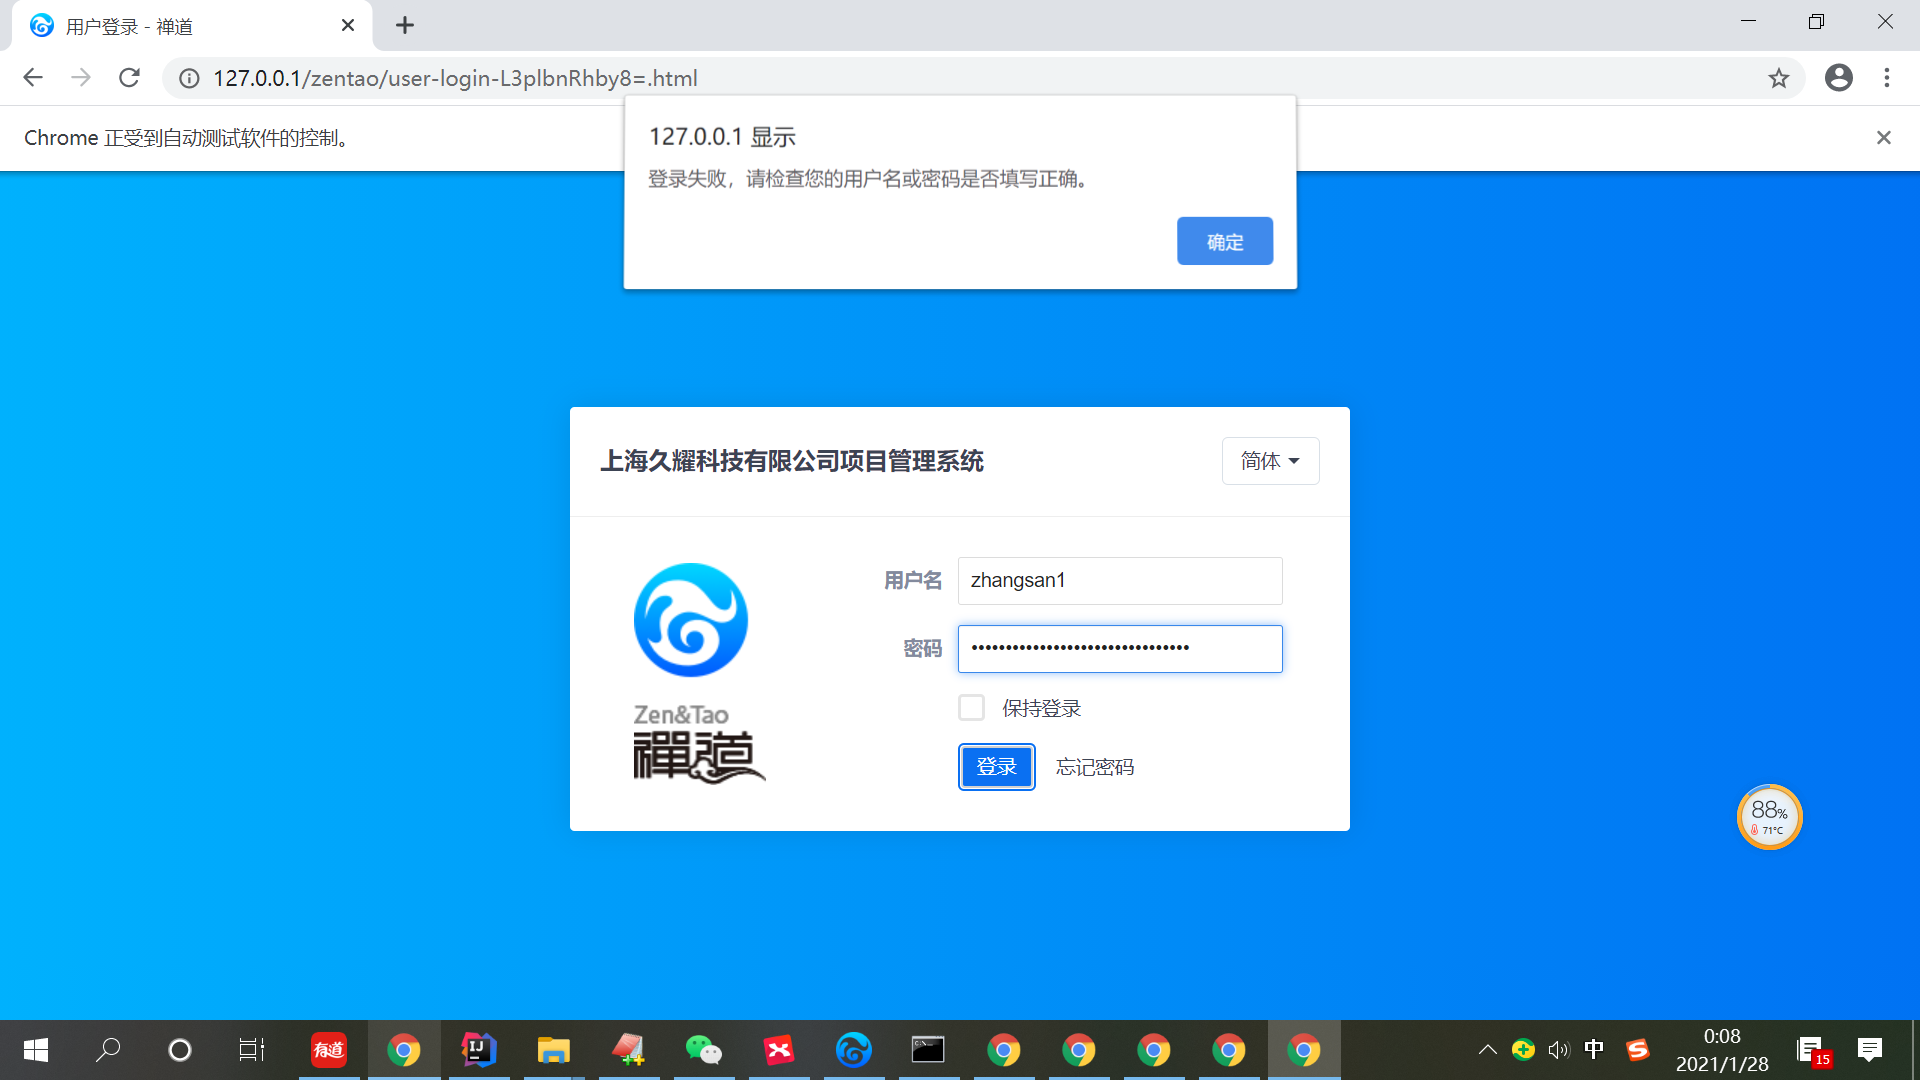 用户登录 - 禅道
127.0.0.1/zentao/user-login-L3plbnRhby8=.html
Chrome 正受到自动测试软件的控制。
127.0.0.1 显示
登录失败，请检查您的用户名或密码是否填写正确。
确定
上海久耀科技有限公司项目管理系统
简体
用户名
zhangsan1
密码
保持登录
登录
忘记密码
Zen&Tao
禪道
88%
71°C
有道
IJ
C:\
中
S
0:08
2021/1/28
15